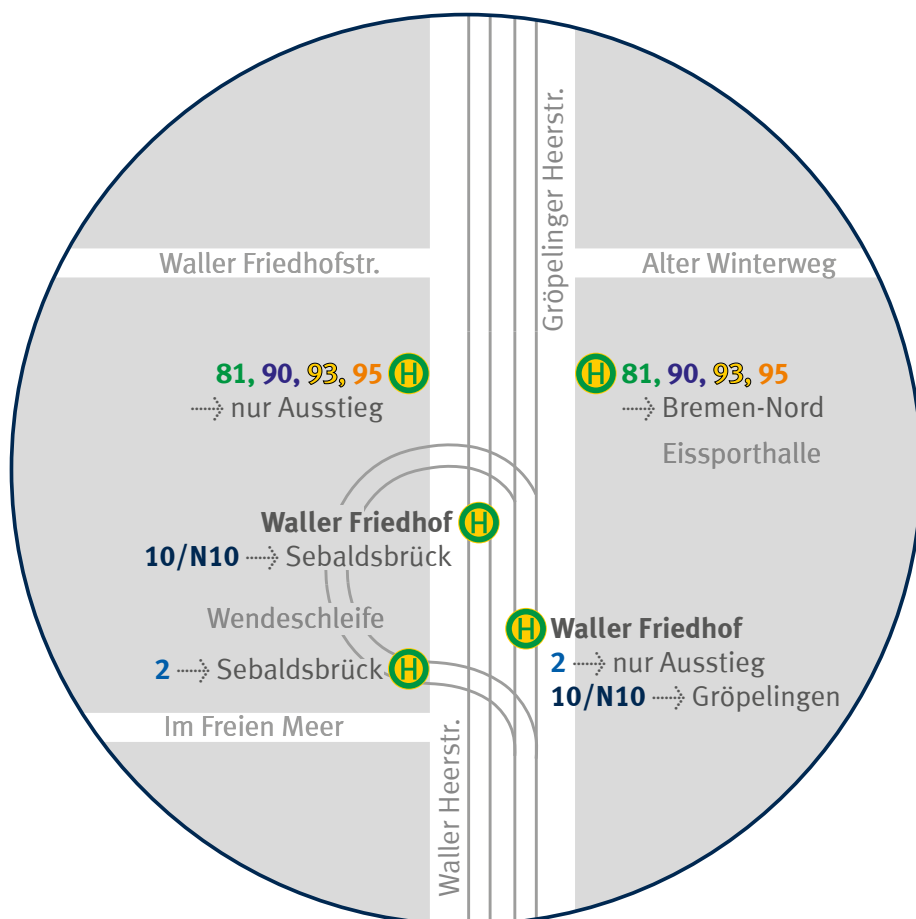 Gröpelinger Heerstr.
Waller Friedhofstr.
Alter Winterweg
81, 90, 93, 95 H
nur Ausstieg
H 81, 90, 93, 95
Bremen-Nord
Eissporthalle
Waller Friedhof H
10/N10 Sebaldsbrück
Wendeschleife
2 Sebaldsbrück H
H Waller Friedhof
2 nur Ausstieg
10/N10 Gröpelingen
Im Freien Meer
Waller Heerstr.